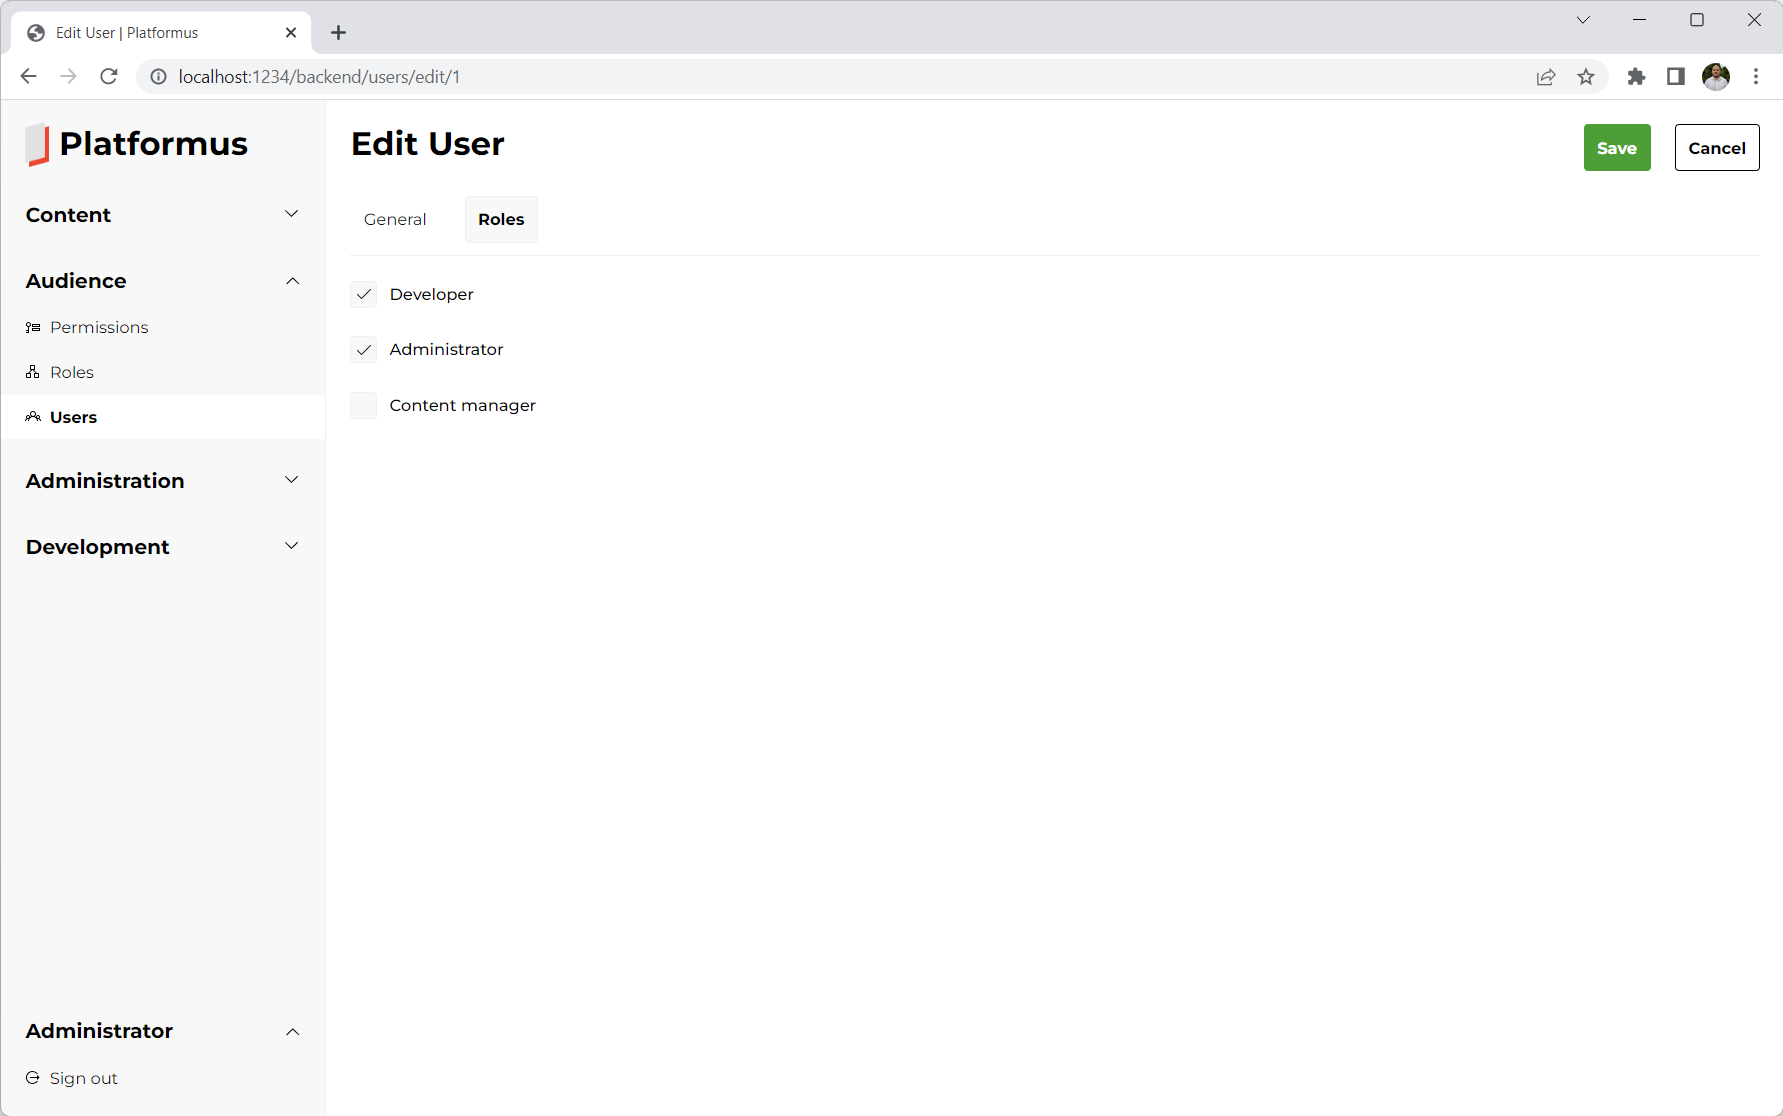 Edit User | Platformus
localhost:1234/backend/users/edit/1
Platformus
Content
Audience
Permissions
Roles
Users
Administration
Development
Administrator
Sign out
Edit User
Save
Cancel
General
Roles
Developer
Administrator
Content manager